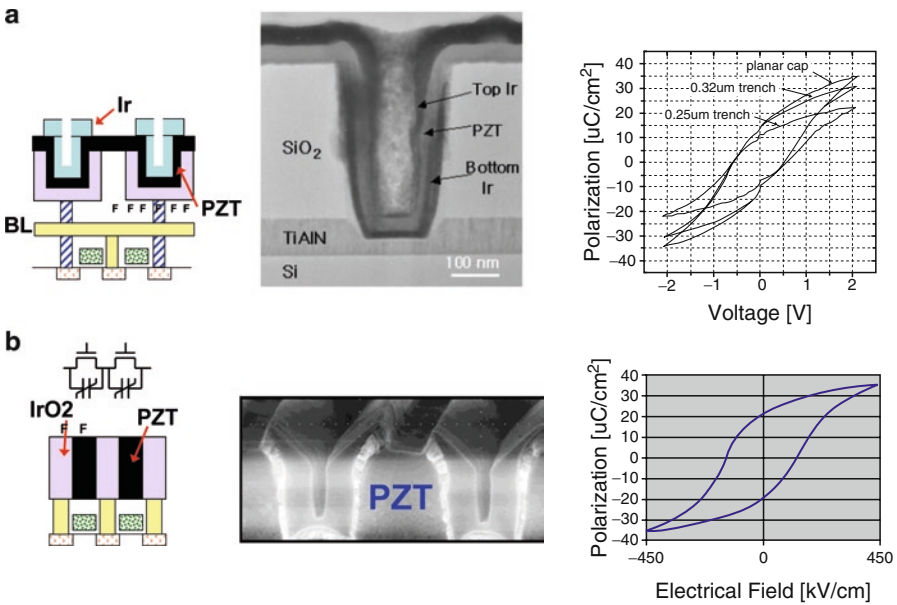 a
Ir
PZT
BL
F F F F F
SiO2
Top Ir
PZT
Bottom
Ir
TiAlN
Si
100 nm
Polarization [uC/cm2]
40
30
20
10
0
−10
−20
−30
−40
planar cap
0.32um trench
0.25um trench
−2 −1 0 1 2
Voltage [V]
b
IrO2
PZT
F F
PZT
Polarization [uC/cm2]
40
30
20
10
0
−10
−20
−30
−40
−450 0 450
Electrical Field [kV/cm]